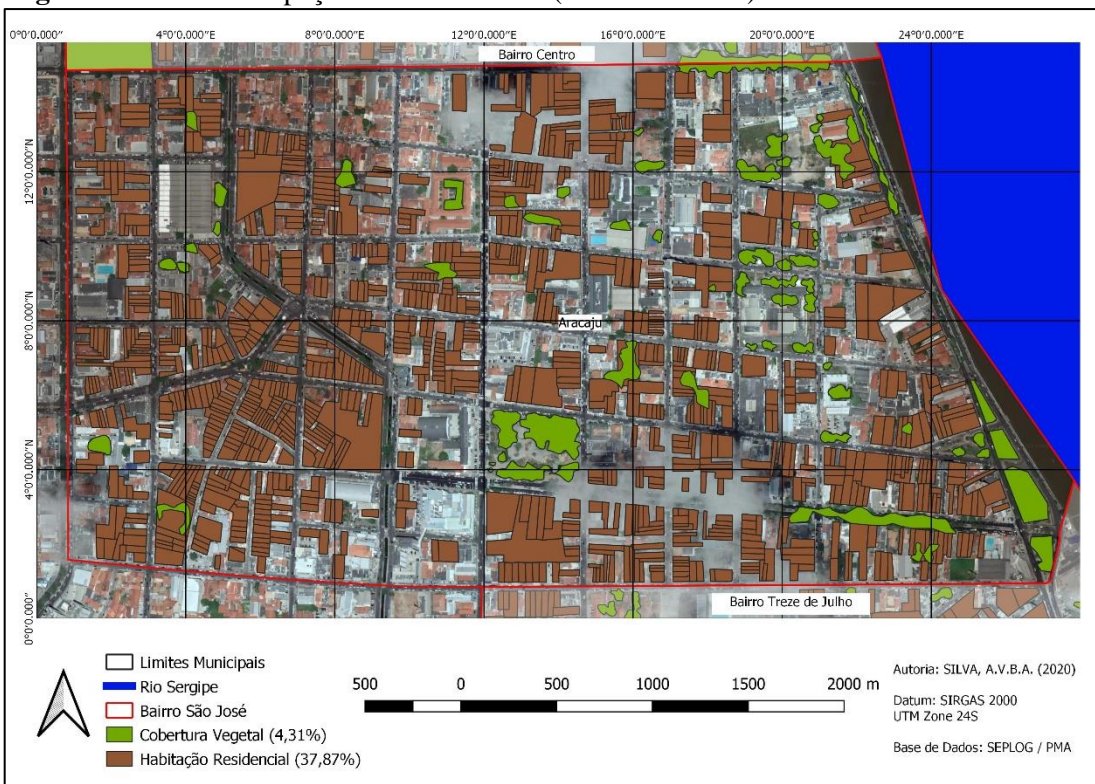 0°0'0.000"E 4°0'0.000"E 8°0'0.000"E 12°0'0.000"E 16°0'0.000"E 20°0'0.000"E 24°0'0.000"E
Bairro Centro
12°0'0.000"N
8°0'0.000"N
Aracaju
4°0'0.000"N
0°0'0.000"
Bairro Treze de Julho
Limites Municipais
Rio Sergipe
Bairro São José
Cobertura Vegetal (4,31%)
Habitação Residencial (37,87%)
500 0 500 1000 1500 2000 m
Autoria: SILVA, A.V.B.A. (2020)
Datum: SIRGAS 2000
UTM Zone 24S
Base de Dados: SEPLOG / PMA